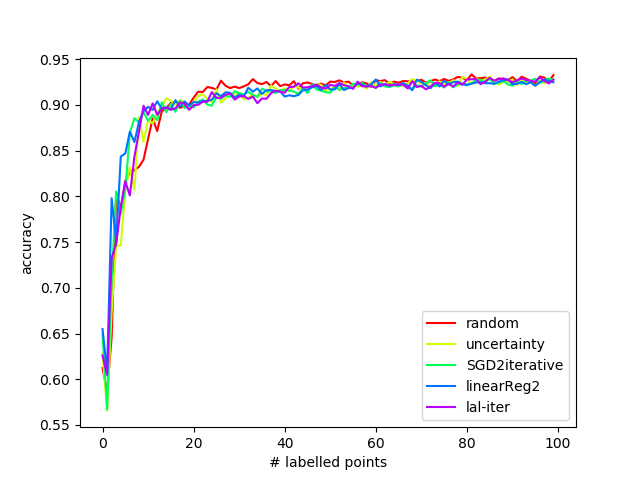 0.95
0.90
0.85
0.80
0.75
0.70
0.65
0.60
0.55
accuracy
0
20
40
60
80
100
# labelled points
random
uncertainty
SGD2iterative
linearReg2
lal-iter